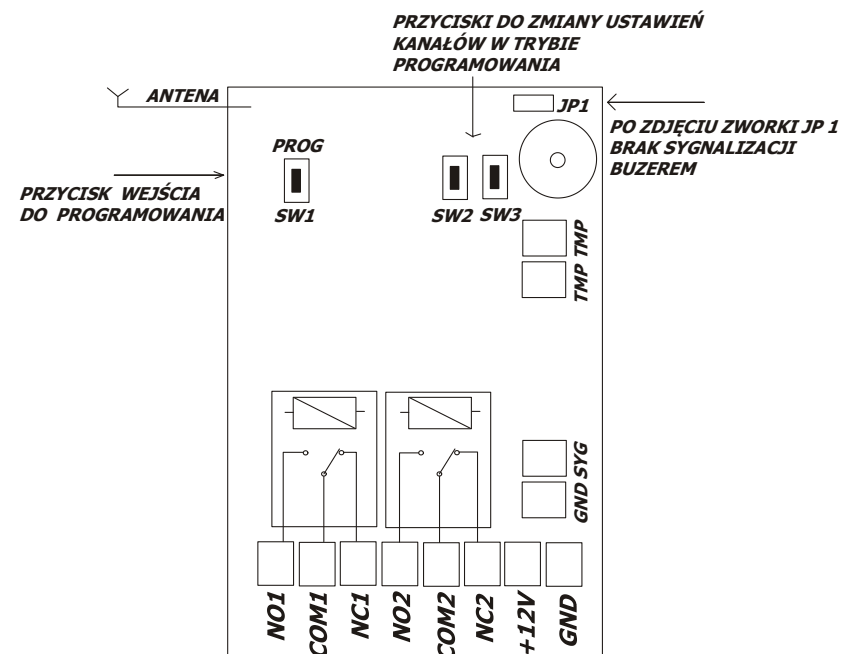 PRZYCISKI DO ZMIANY USTAWIEŃ
KANAŁÓW W TRYBIE
PROGRAMOWANIA
ANTENA
JP1
PO ZDJĘCIU ZWORKI JP 1
BRAK SYGNALIZACJI
BUZEREM
PROG
PRZYCISK WEJŚCIA
DO PROGRAMOWANIA
SW1
SW2 SW3
TMP TMP
GND SYG
NO1
COM1
NC1
NO2
COM2
NC2
+12V
GND